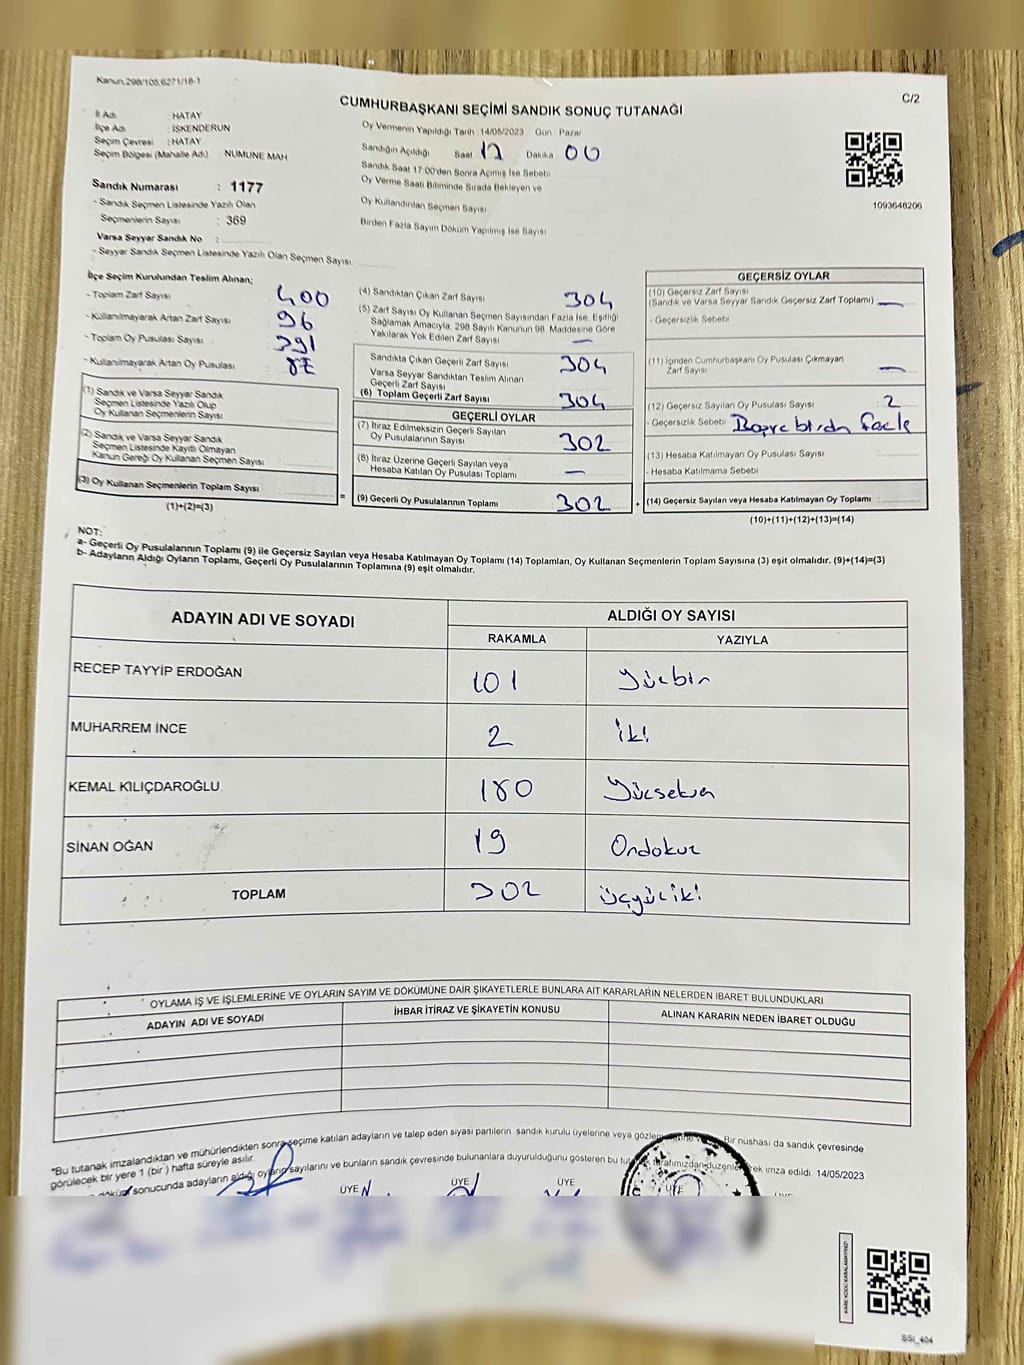 Kanun.298/105.6271/18-1
C/2
CUMHURBAŞKANI SEÇİMİ SANDIK SONUÇ TUTANAĞI
İl Adı : HATAY
İlçe Adı : İSKENDERUN
Seçim Çevresi : HATAY
Seçim Bölgesi (Mahalle Adı) : NUMUNE MAH
Sandık Numarası : 1177
- Sandık Seçmen Listesinde Yazılı Olan
Seçmenlerin Sayısı : 369
Varsa Seyyar Sandık No :
- Seyyar Sandık Seçmen Listesinde Yazılı Olan Seçmen Sayısı
Oy Vermenin Yapıldığı Tarih :14/05/2023 Gün : Pazar
Sandığın Açıldığı Saat 17 Dakika 00
Sandık Saat 17:00'den Sonra Açımış İse Sebebi
Oy Verme Saati Bitiminde Sırada Bekleyen ve
Oy Kullandırılan Seçmen Sayısı
Birden Fazla Sayım Döküm Yapılmış İse Sayısı
1093648206
İlçe Seçim Kurulundan Teslim Alınan;
- Toplam Zarf Sayısı 400
- Kullanılmayarak Artan Zarf Sayısı 96
- Toplam Oy Pusulası Sayısı 391
- Kullanılmayarak Artan Oy Pusulası 87
(1) Sandık ve Varsa Seyyar Sandık
Seçmen Listesinde Yazılı Olup
Oy Kullanan Seçmenlerin Sayısı
(2) Sandık ve Varsa Seyyar Sandık
Seçmen Listesinde Kayıtlı Olmayan
Kanun Gereği Oy Kullanan Seçmen Sayısı
(3) Oy Kullanan Seçmenlerin Toplam Sayısı
(1)+(2)=(3)
=
(4) Sandıktan Çıkan Zarf Sayısı 304
(5) Zarf Sayısı Oy Kullanan Seçmen Sayısından Fazla İse, Eşitliği
Sağlamak Amacıyla, 298 Sayılı Kanunun 98. Maddesine Göre
Yakılarak Yok Edilen Zarf Sayısı —
Sandıkta Çıkan Geçerli Zarf Sayısı 304
Varsa Seyyar Sandıktan Teslim Alınan
Geçerli Zarf Sayısı
(6) Toplam Geçerli Zarf Sayısı 304
GEÇERLİ OYLAR
(7) İtiraz Edilmeksizin Geçerli Sayılan
Oy Pusulalarının Sayısı 302
(8) İtiraz Üzerine Geçerli Sayılan veya
Hesaba Katılan Oy Pusulası Toplamı —
(9) Geçerli Oy Pusulalarının Toplamı 302
+
GEÇERSİZ OYLAR
(10) Geçersiz Zarf Sayısı
(Sandık ve Varsa Seyyar Sandık Geçersiz Zarf Toplamı) —
- Geçersizlik Sebebi
(11) İçinden Cumhurbaşkanı Oy Pusulası Çıkmayan
Zarf Sayısı —
(12) Geçersiz Sayılan Oy Pusulası Sayısı 2
- Geçersizlik Sebebi
(13) Hesaba Katılmayan Oy Pusulası Sayısı
- Hesaba Katılmama Sebebi
(14) Geçersiz Sayılan veya Hesaba Katılmayan Oy Toplamı :
(10)+(11)+(12)+(13)=(14)
NOT:
a- Geçerli Oy Pusulalarının Toplamı (9) ile Geçersiz Sayılan veya Hesaba Katılmayan Oy Toplamı (14) Toplamları, Oy Kullanan Seçmenlerin Toplam Sayısına (3) eşit olmalıdır. (9)+(14)=(3)
b- Adayların Aldığı Oyların Toplamı, Geçerli Oy Pusulalarının Toplamına (9) eşit olmalıdır.
ADAYIN ADI VE SOYADI
ALDIĞI OY SAYISI
RAKAMLA YAZIYLA
RECEP TAYYİP ERDOĞAN 101 Yüzbir
MUHARREM İNCE 2 iki
KEMAL KILIÇDAROĞLU 180 Yüzseksen
SİNAN OĞAN 19 Ondokuz
TOPLAM 302 üçyüziki
OYLAMA İŞ VE İŞLEMLERİNE VE OYLARIN SAYIM VE DÖKÜMÜNE DAİR ŞİKAYETLERLE BUNLARA AİT KARARLARIN NELERDEN İBARET BULUNDUKLARI
ADAYIN ADI VE SOYADI İHBAR İTİRAZ VE ŞİKAYETİN KONUSU ALINAN KARARIN NEDEN İBARET OLDUĞU
"Bu tutanak imzalandıktan ve mühürlendikten sonra seçime katılan adayların ve talep eden siyasi partilerin sandık kurulu üyelerine veya Bir nüshası da sandık çevresinde
görülecek bir yere 1 (bir ) hafta süreyle asılır.
sonucunda adayların aldığı oyların sayılarını ve bunların sandık çevresinde bulunanlara duyurulduğunu gösteren bu imza edildi. 14/05/2023
ÜYE ÜYE ÜYE ÜYE
SSİ_404